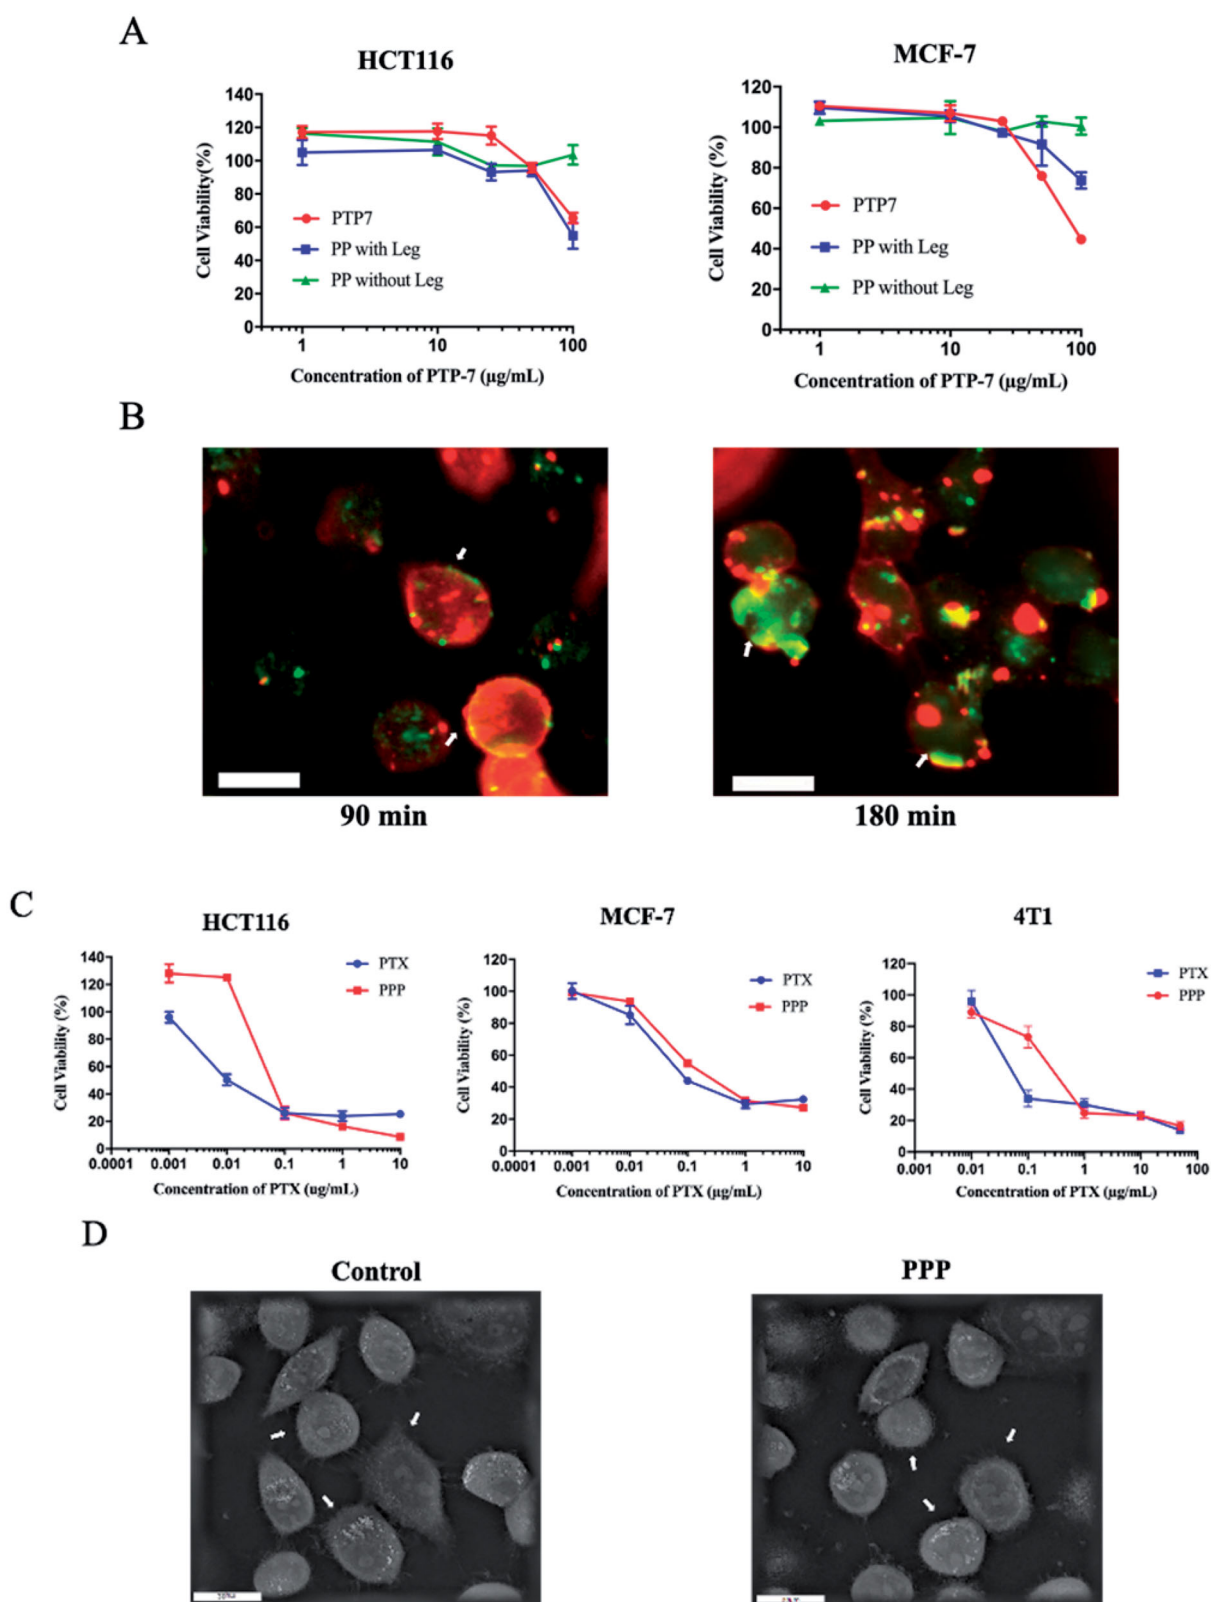 A
HCT116
MCF-7
140
120
100
80
60
40
20
0
Cell Viability(%)
PTP7
PP with Leg
PP without Leg
1
10
100
Concentration of PTP-7 (μg/mL)
120
100
80
60
40
20
0
Cell Viability (%)
PTP7
PP with Leg
PP without Leg
1
10
100
Concentration of PTP-7 (μg/mL)
B
90 min
180 min
C
HCT116
MCF-7
4T1
140
120
100
80
60
40
20
0
Cell Viability (%)
PTX
PPP
0.0001
0.001
0.01
0.1
1
10
Concentration of PTX (ug/mL)
120
100
80
60
40
20
0
Cell Viability (%)
PTX
PPP
0.0001
0.001
0.01
0.1
1
10
Concentration of PTX (μg/mL)
120
100
80
60
40
20
0
Cell Viability (%)
PTX
PPP
0.001
0.01
0.1
1
10
100
Concentration of PTX (μg/mL)
D
Control
PPP